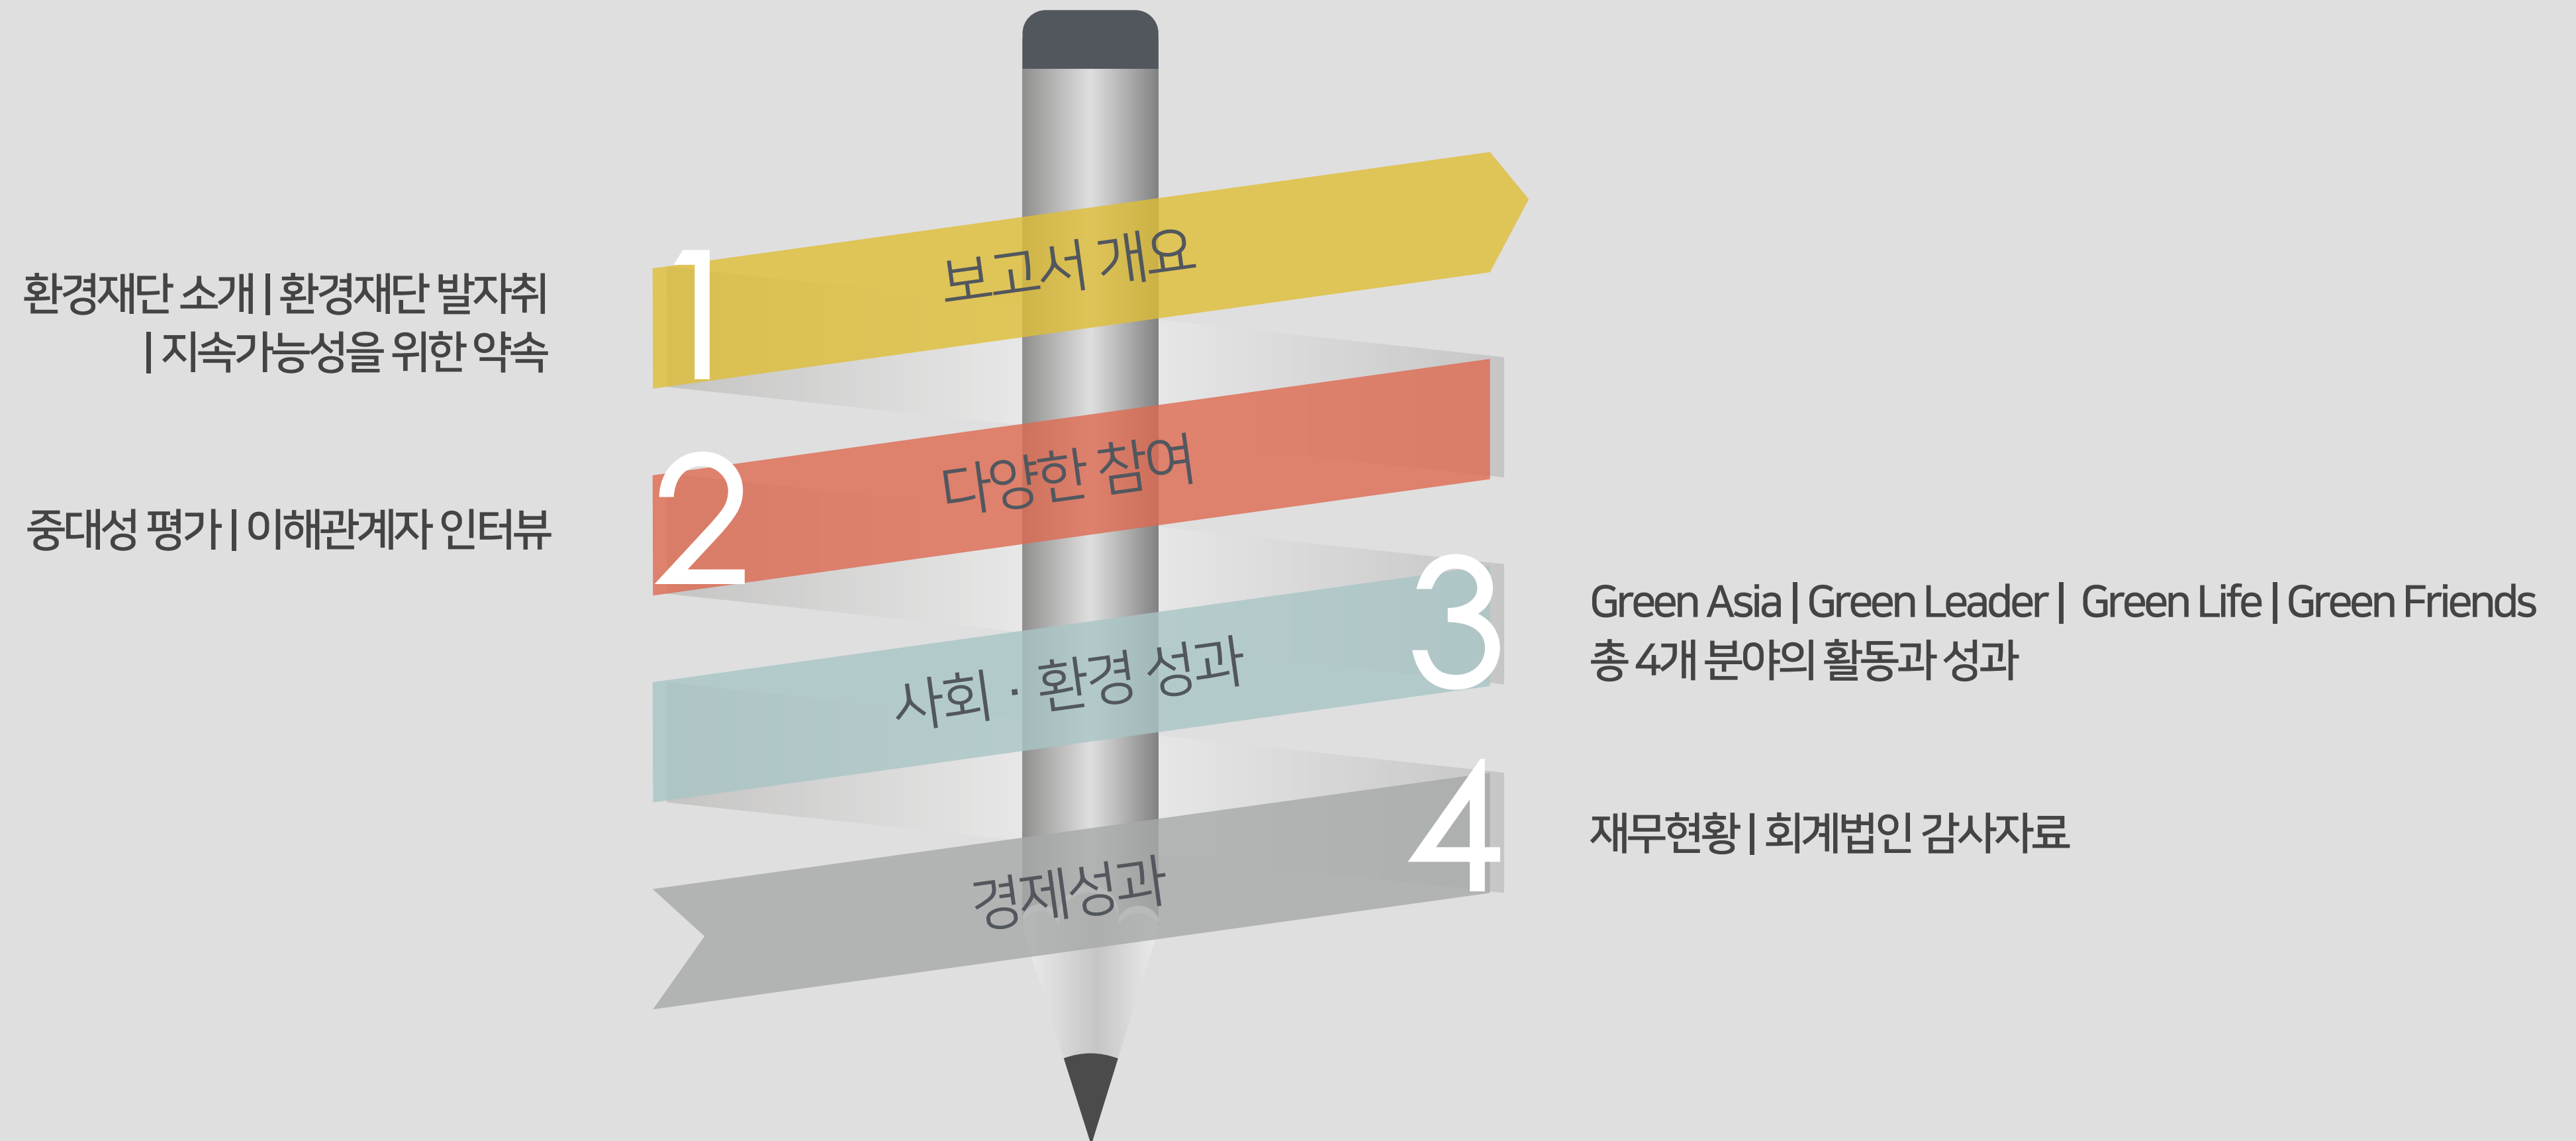 1
보고서 개요
환경재단 소개 | 환경재단 발자취
| 지속가능성을 위한 약속
2
다양한 참여
중대성 평가 | 이해관계자 인터뷰
3
사회 · 환경 성과
Green Asia | Green Leader | Green Life | Green Friends
총 4개 분야의 활동과 성과
4
경제성과
재무현황 | 회계법인 감사자료